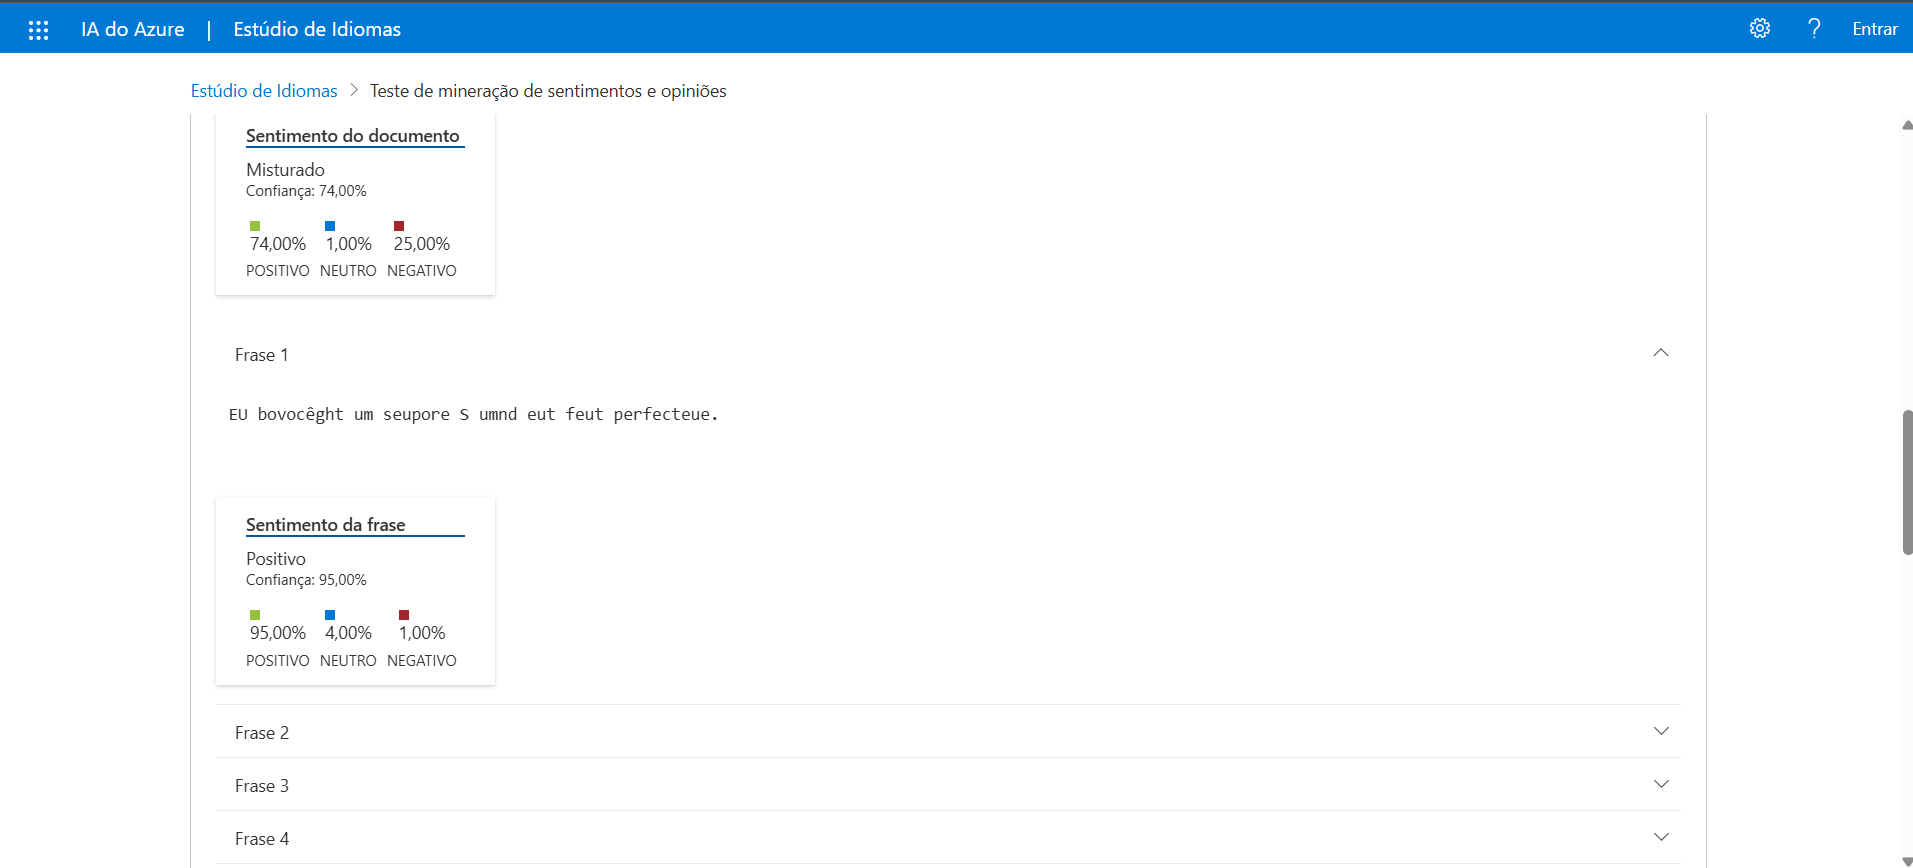 IA do Azure | Estúdio de Idiomas ? Entrar
Estúdio de Idiomas > Teste de mineração de sentimentos e opiniões
Sentimento do documento
Misturado
Confiança: 74,00%
74,00% 1,00% 25,00%
POSITIVO NEUTRO NEGATIVO
Frase 1
EU bovocêght um seupore S umnd eut feut perfecteue.
Sentimento da frase
Positivo
Confiança: 95,00%
95,00% 4,00% 1,00%
POSITIVO NEUTRO NEGATIVO
Frase 2
Frase 3
Frase 4